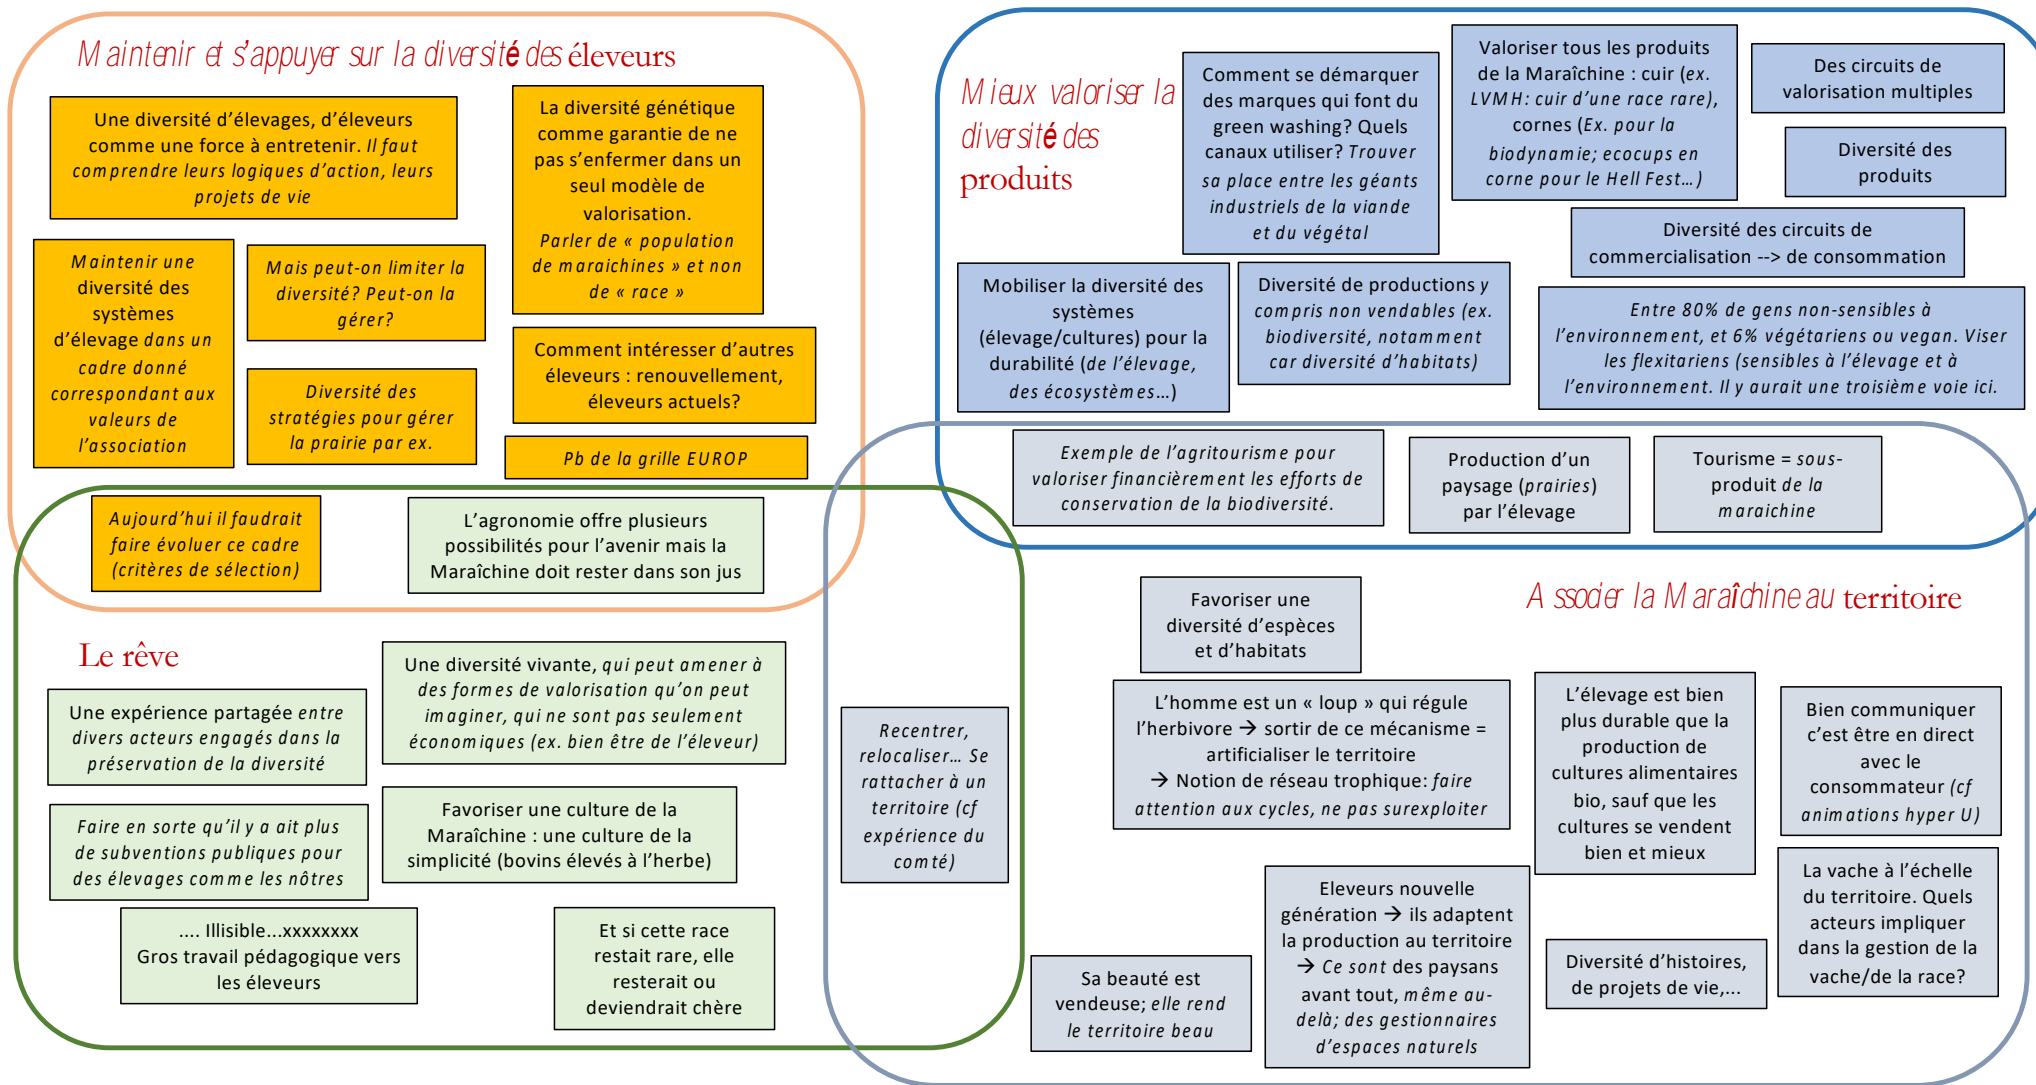 Maintenir et s'appuyer sur la diversité des éleveurs
Une diversité d'élevages, d'éleveurs
comme une force à entretenir. Il faut
comprendre leurs logiques d'action, leurs
projets de vie
La diversité génétique
comme garantie de ne
pas s'enfermer dans un
seul modèle de
valorisation.
Parler de « population
de maraichines » et non
de « race »
Maintenir une
diversité des
systèmes
d'élevage dans un
cadre donné
correspondant aux
valeurs de
l'association
Mais peut-on limiter la
diversité? Peut-on la
gérer?
Comment intéresser d'autres
éleveurs : renouvellement,
éleveurs actuels?
Diversité des
stratégies pour gérer
la prairie par ex.
Pb de la grille EUROP
Aujourd'hui il faudrait
faire évoluer ce cadre
(critères de sélection)
L'agronomie offre plusieurs
possibilités pour l'avenir mais la
Maraîchine doit rester dans son jus
Mieux valoriser la
diversité des
produits
Comment se démarquer
des marques qui font du
green washing? Quels
canaux utiliser? Trouver
sa place entre les géants
industriels de la viande
et du végétal
Valoriser tous les produits
de la Maraîchine : cuir (ex.
LVMH: cuir d'une race rare),
cornes (Ex. pour la
biodynamie; ecocups en
corne pour le Hell Fest…)
Des circuits de
valorisation multiples
Diversité des
produits
Diversité des circuits de
commercialisation --> de consommation
Mobiliser la diversité des
systèmes
(élevage/cultures) pour la
durabilité (de l'élevage,
des écosystèmes…)
Diversité de productions y
compris non vendables (ex.
biodiversité, notamment
car diversité d'habitats)
Entre 80% de gens non-sensibles à
l'environnement, et 6% végétariens ou vegan. Viser
les flexitariens (sensibles à l'élevage et à
l'environnement. Il y aurait une troisième voie ici.
Exemple de l'agritourisme pour
valoriser financièrement les efforts de
conservation de la biodiversité.
Production d'un
paysage (prairies)
par l'élevage
Tourisme = sous-
produit de la
maraichine
Le rêve
Une diversité vivante, qui peut amener à
des formes de valorisation qu'on peut
imaginer, qui ne sont pas seulement
économiques (ex. bien être de l'éleveur)
Une expérience partagée entre
divers acteurs engagés dans la
préservation de la diversité
Favoriser une culture de la
Maraîchine : une culture de la
simplicité (bovins élevés à l'herbe)
Faire en sorte qu'il y a ait plus
de subventions publiques pour
des élevages comme les nôtres
.... Illisible...xxxxxxxx
Gros travail pédagogique vers
les éleveurs
Et si cette race
restait rare, elle
resterait ou
deviendrait chère
Recentrer,
relocaliser… Se
rattacher à un
territoire (cf
expérience du
comté)
Associer la Maraîchine au territoire
Favoriser une
diversité d'espèces
et d'habitats
L'homme est un « loup » qui régule
l'herbivore → sortir de ce mécanisme =
artificialiser le territoire
→ Notion de réseau trophique: faire
attention aux cycles, ne pas surexploiter
L'élevage est bien
plus durable que la
production de
cultures alimentaires
bio, sauf que les
cultures se vendent
bien et mieux
Bien communiquer
c'est être en direct
avec le
consommateur (cf
animations hyper U)
Eleveurs nouvelle
génération → ils adaptent
la production au territoire
→ Ce sont des paysans
avant tout, même au-
delà; des gestionnaires
d'espaces naturels
La vache à l'échelle
du territoire. Quels
acteurs impliquer
dans la gestion de la
vache/de la race?
Sa beauté est
vendeuse; elle rend
le territoire beau
Diversité d'histoires,
de projets de vie,...